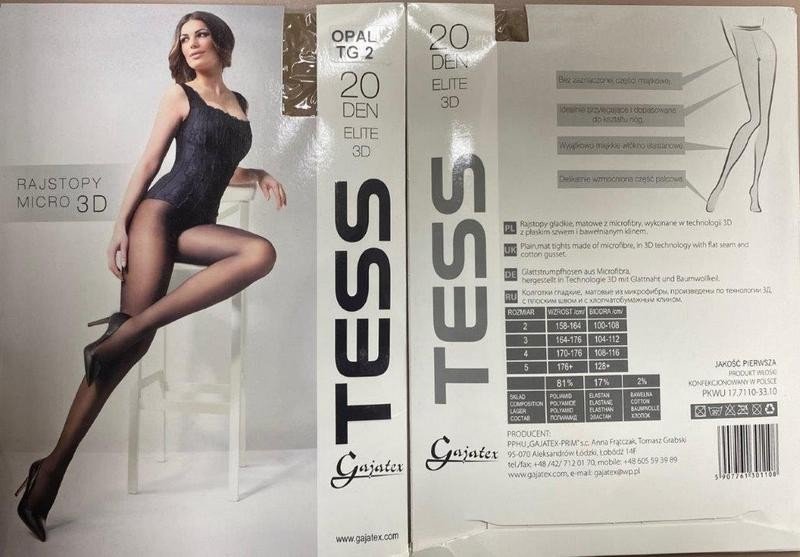 OPAL
TG 2
20
DEN
ELITE
3D
TESS
Gajatex
www.gajatex.com
RAJSTOPY
MICRO 3D
20
DEN
ELITE
3D
TESS
Gajatex
Bez zaznaczonej części majtkowej.
Idealnie przylegające i dopasowane
do kształtu nóg.
Wyjątkowo miękkie włókno elastanowe.
Delikatnie wzmocniona część palcowa.
PL Rajstopy gładkie, matowe z microfibry, wykonane w technologii 3D
z płaskim szwem i bawełnianym klinem.
UK Plain,mat tights made of microfibre, in 3D technology with flat seam and
cotton gusset.
DE Glattstrumpfhosen aus Microfibra,
hergestellt in Technologie 3D mit Glattnaht und Baumwollkeil.
RU Колготки гладкие, матовые из микрофибры, произведены по технологии 3Д,
с плоским швом и с хлопчатобумажным клином.
ROZMIAR WZROST /cm/ BIODRA /cm/
2 158-164 100-108
3 164-176 104-112
4 170-176 108-116
5 176+ 128+
81% 17% 2%
SKŁAD POLIAMID ELASTAN BAWEŁNA
COMPOSITION POLYAMIDE ELASTANE COTTON
LAGER POLYAMID ELASTHAN BAUMWOLLE
СОСТАВ ПОЛИАМИД ЭЛАСТАН ХЛОПОК
JAKOŚĆ PIERWSZA
PRODUKT WŁOSKI
KONFEKCJONOWANY W POLSCE
PKWU 17.7110-33.10
PRODUCENT:
PPHU„GAJATEX-PRIM” s.c. Anna Frątczak, Tomasz Grabski
95-070 Aleksandrów Łódzki, Łobódź 14F
tel./fax: +48 /42/ 712 01 70, mobile: +48 605 59 39 89
www.gajatex.com, e-mail: gajatex@wp.pl
5 907761 301108